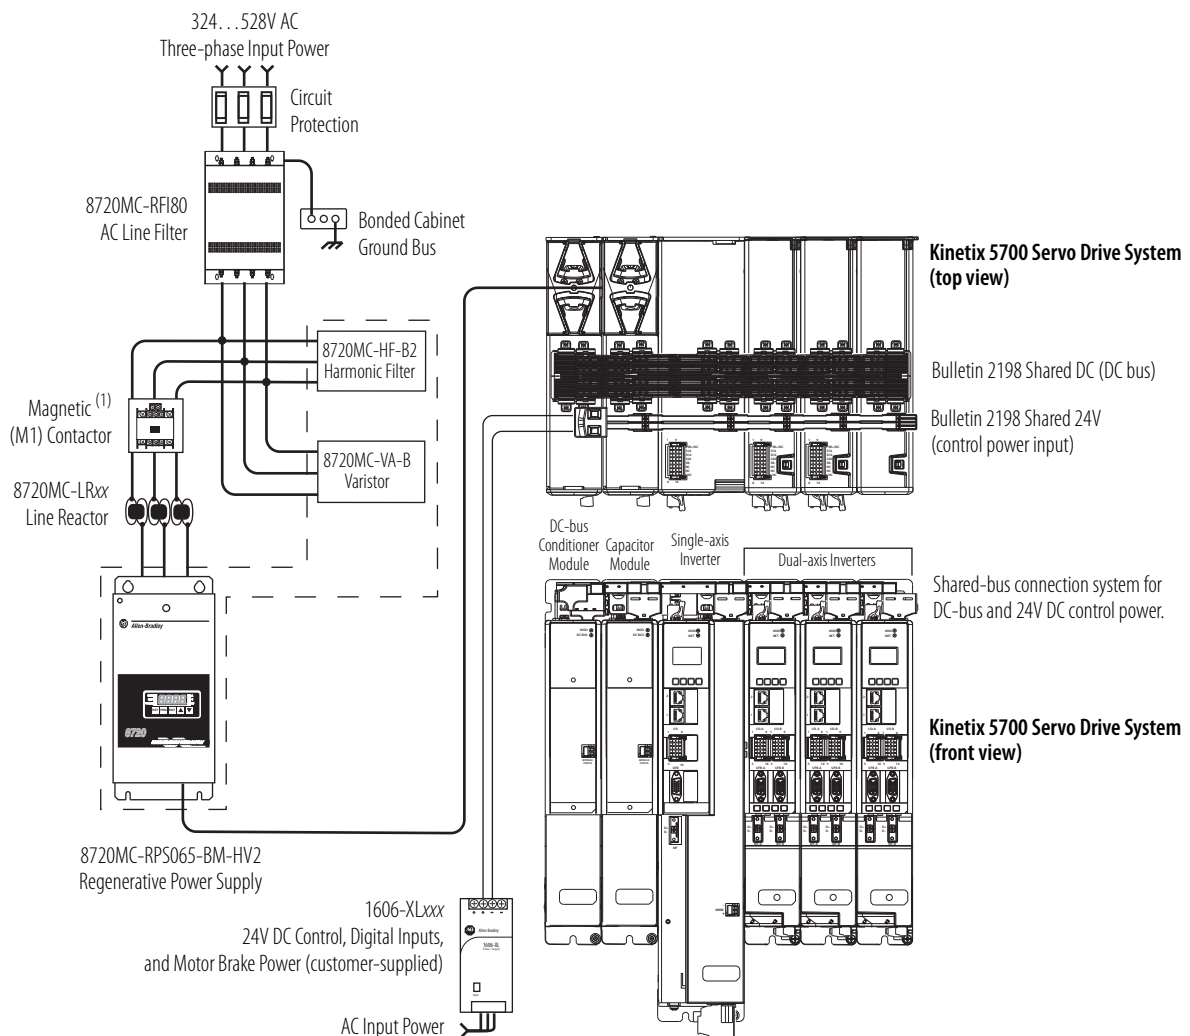 324...528V AC
Three-phase Input Power
Circuit
Protection
8720MC-RFI80
AC Line Filter
Bonded Cabinet
Ground Bus
8720MC-HF-B2
Harmonic Filter
Magnetic (1)
(M1) Contactor
8720MC-VA-B
Varistor
8720MC-LRxx
Line Reactor
Allen-Bradley
8720
8720MC-RPS065-BM-HV2
Regenerative Power Supply
1606-XLxxx
24V DC Control, Digital Inputs,
and Motor Brake Power (customer-supplied)
Allen-Bradley
1606-XL
AC Input Power
Kinetix 5700 Servo Drive System
(top view)
Bulletin 2198 Shared DC (DC bus)
Bulletin 2198 Shared 24V
(control power input)
DC-bus
Conditioner
Module
Capacitor
Module
Single-axis
Inverter
Dual-axis Inverters
Shared-bus connection system for
DC-bus and 24V DC control power.
Kinetix 5700 Servo Drive System
(front view)